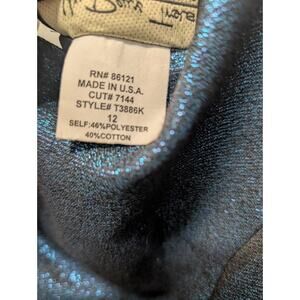 RN# 86121
MADE IN U.S.A.
CUT# 7144
STYLE# T3886K
12
SELF:46%POLYESTER
40%COTTON